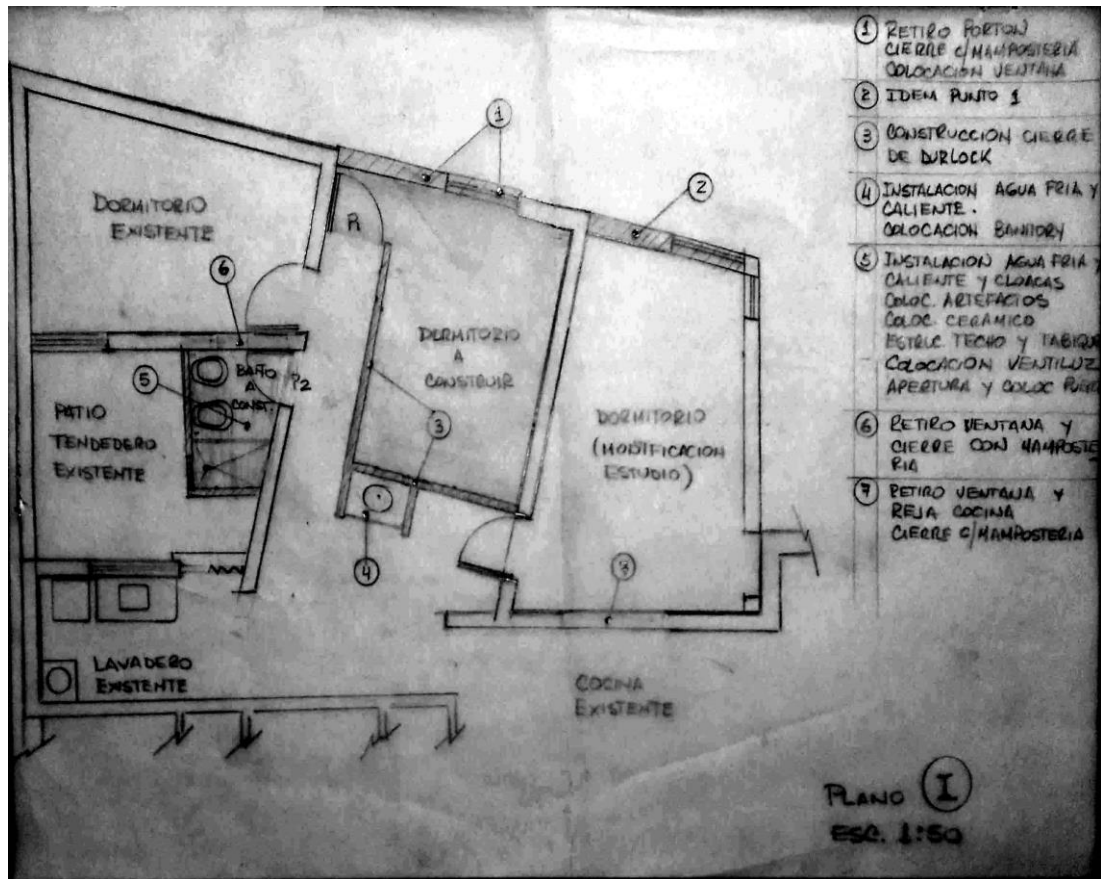 1
2
DORMITORIO
EXISTENTE
6
DORMITORIO
A
CONSTRUIR
BAÑO
A
CONST.
P2
5
PATIO
TENDEDERO
EXISTENTE
3
DORMITORIO
(MODIFICACION
ESTUDIO)
4
LAVADERO
EXISTENTE
COCINA
EXISTENTE
1 RETIRO PORTON
CIERRE C/MAMPOSTERIA
COLOCACION VENTANA
2 IDEM PUNTO 1
3 CONSTRUCCION CIERRE
DE DURLOCK
4 INSTALACION AGUA FRIA Y
CALIENTE.
COLOCACION BANITORY
5 INSTALACION AGUA FRIA Y
CALIENTE Y CLOACAS
COLOC. ARTEFACTOS
COLOC. CERAMICO
ESTRUC. TECHO Y TABIQU
COLOCACION VENTILUZ
APERTURA Y COLOC PUER
6 RETIRO VENTANA Y
CIERRE CON MAMPOSTE
RIA
7 RETIRO VENTANA Y
REJA COCINA
CIERRE C/MAMPOSTERIA
PLANO I
ESC. 1:50